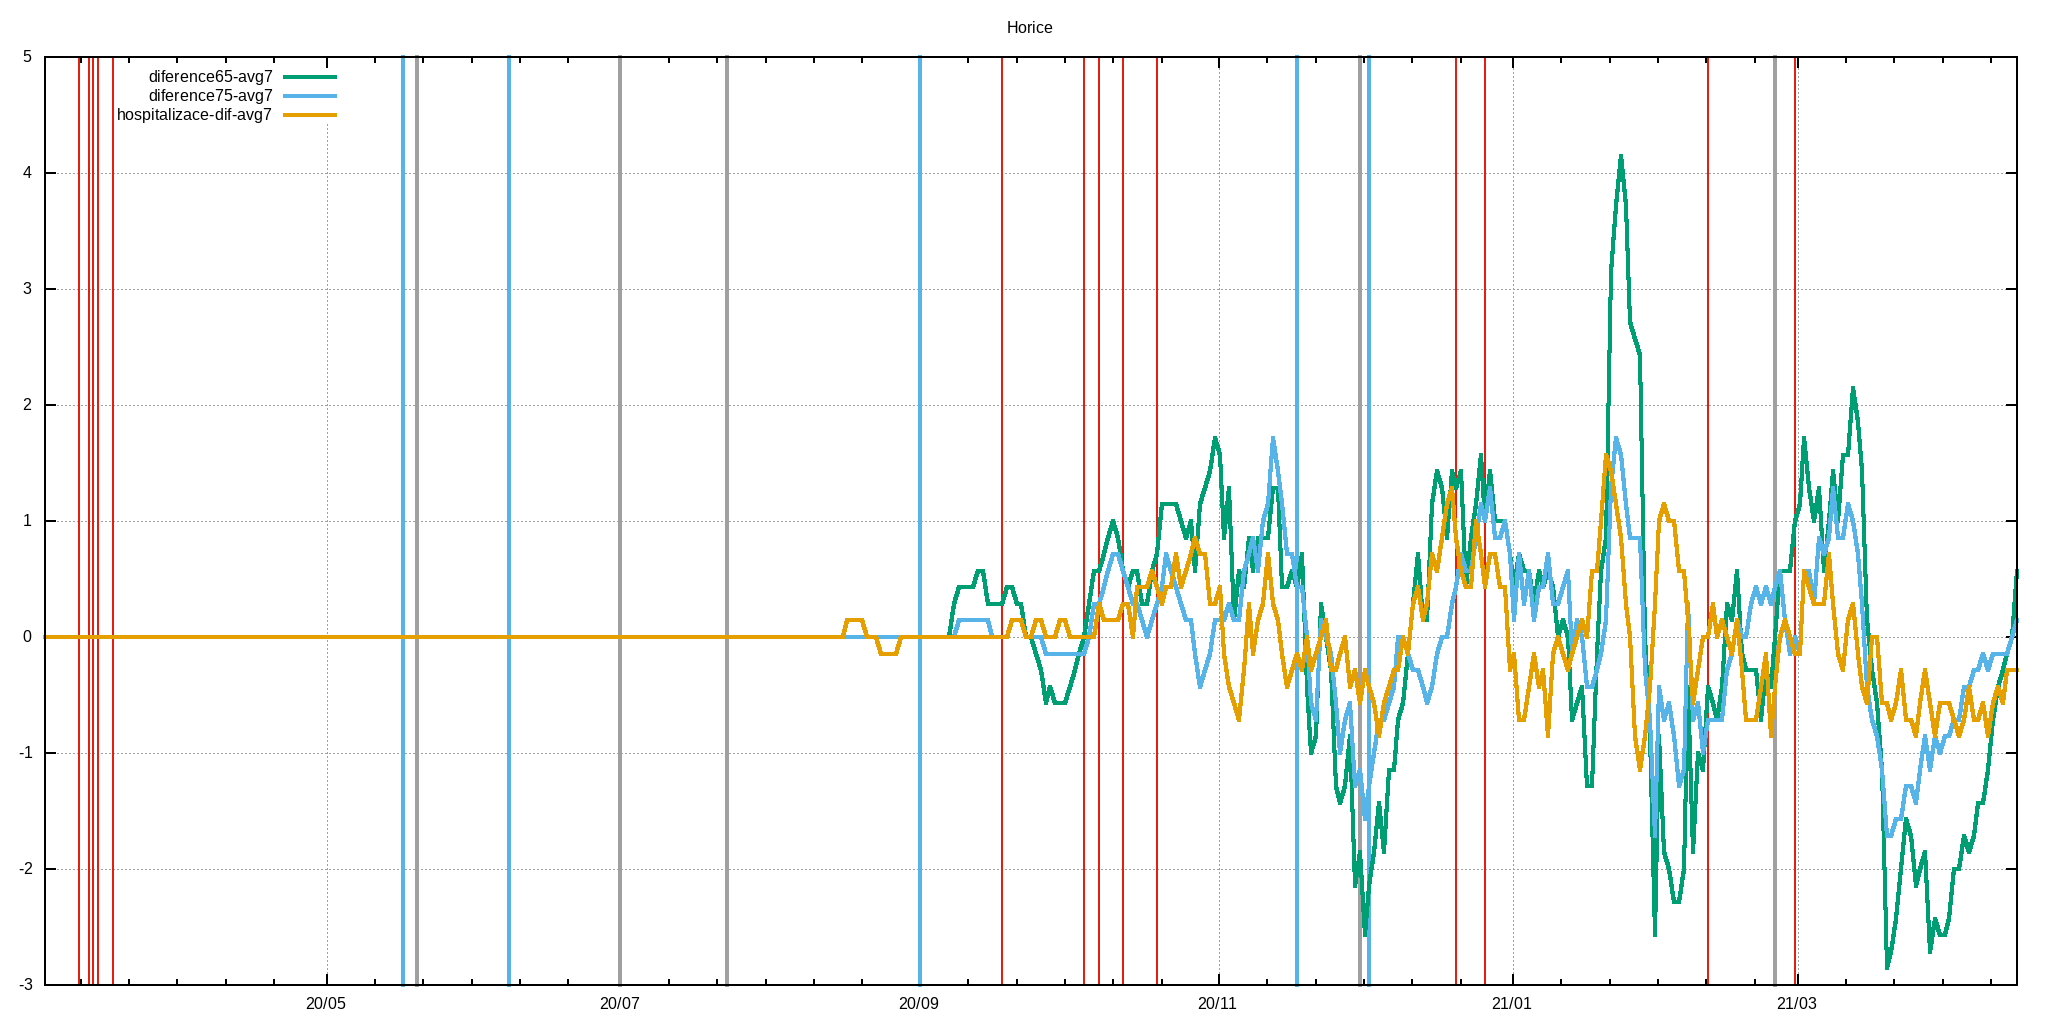 Horice
diference65-avg7
diference75-avg7
hospitalizace-dif-avg7
5
4
3
2
1
0
-1
-2
-3
20/05 20/07 20/09 20/11 21/01 21/03